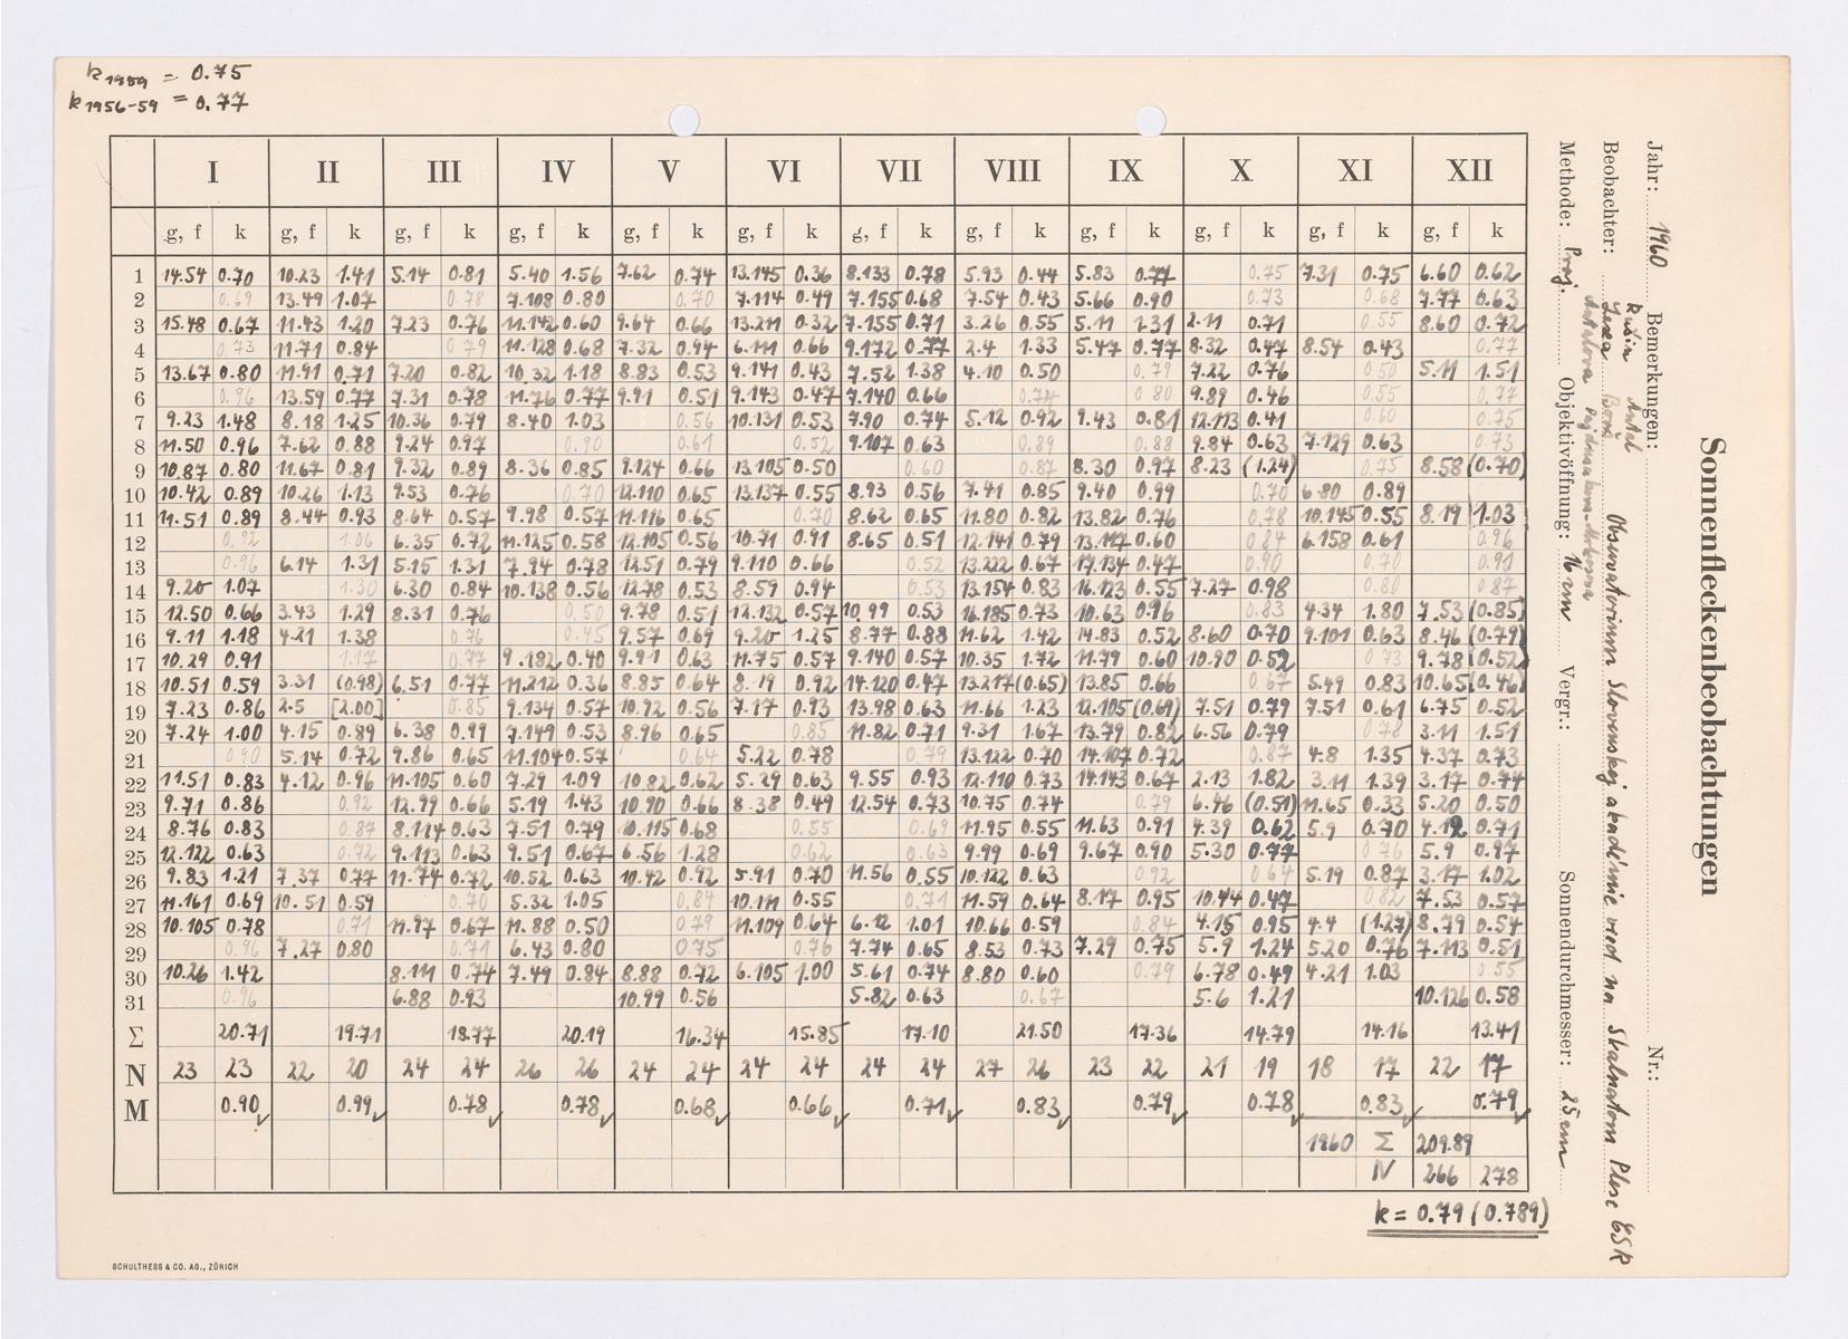 k 1959 = 0.75
k 1956-59 = 0.77
I II III IV V VI VII VIII IX X XI XII
g, f k g, f k g, f k g, f k g, f k g, f k g, f k g, f k g, f k g, f k g, f k g, f k
1 14.54 0.70 10.23 1.41 5.14 0.81 5.40 1.56 7.62 0.74 13.145 0.36 8.133 0.78 5.93 0.44 5.83 0.77 0.75 7.31 0.75 6.60 0.62
2 0.69 13.49 1.07 0.78 7.108 0.80 0.70 7.114 0.49 7.155 0.68 7.54 0.43 5.66 0.90 0.73 0.68 7.77 0.63
3 15.48 0.67 11.43 1.20 7.23 0.76 11.142 0.60 9.64 0.66 13.211 0.32 7.155 0.71 3.26 0.55 5.11 1.31 2.11 0.71 0.55 8.60 0.72
4 0.73 11.71 0.84 0.79 11.128 0.68 7.32 0.94 6.111 0.66 9.172 0.77 2.4 1.33 5.47 0.77 8.32 0.47 8.54 0.43 0.77
5 13.67 0.80 11.91 0.71 7.20 0.82 10.32 1.18 8.83 0.53 9.141 0.43 7.52 1.38 4.10 0.50 0.79 7.22 0.76 0.50 5.11 1.51
6 0.96 13.59 0.77 7.31 0.78 11.76 0.77 9.91 0.51 9.143 0.47 7.140 0.66 0.74 0.80 9.89 0.46 0.55 0.77
7 9.23 1.48 8.18 1.25 10.36 0.79 8.40 1.03 0.56 10.131 0.53 7.90 0.74 5.12 0.92 9.43 0.81 12.113 0.41 0.60 0.75
8 11.50 0.96 7.62 0.88 9.24 0.97 0.90 0.61 0.52 9.107 0.63 0.89 0.88 9.84 0.63 7.129 0.63 0.73
9 10.87 0.80 11.67 0.81 9.32 0.89 8.36 0.85 9.124 0.66 13.105 0.50 0.60 0.87 8.30 0.97 8.23 (1.24) 0.75 8.58 (0.70)
10 10.42 0.89 10.26 1.13 9.53 0.76 0.70 12.110 0.65 13.137 0.55 8.93 0.56 7.41 0.85 9.40 0.99 0.70 6.80 0.89
11 11.51 0.89 8.44 0.93 8.64 0.57 9.98 0.57 11.116 0.65 0.70 8.62 0.65 11.80 0.82 13.82 0.76 0.78 10.145 0.55 8.19 1.03
12 0.92 1.06 6.35 0.72 11.125 0.58 12.105 0.56 10.71 0.91 8.65 0.51 12.141 0.79 13.117 0.60 0.84 6.158 0.61 0.96
13 0.96 6.14 1.31 5.15 1.31 7.94 0.78 12.51 0.79 9.110 0.66 0.52 13.222 0.67 17.134 0.47 0.90 0.70 0.91
14 9.20 1.07 1.30 6.30 0.84 10.138 0.56 12.78 0.53 8.59 0.94 0.53 13.154 0.83 16.123 0.55 7.27 0.98 0.80 0.87
15 12.50 0.66 3.43 1.29 8.31 0.76 0.50 9.78 0.51 12.132 0.57 10.99 0.53 16.185 0.73 10.63 0.96 0.83 4.34 1.80 7.53 (0.85)
16 9.11 1.18 4.21 1.38 0.76 0.45 9.57 0.69 9.20 1.25 8.77 0.88 11.62 1.42 14.83 0.52 8.60 0.70 9.101 0.63 8.46 (0.79)
17 10.29 0.91 1.17 0.77 9.182 0.40 9.91 0.63 11.75 0.57 9.140 0.57 10.35 1.72 11.79 0.60 10.90 0.52 0.73 9.78 (0.52)
18 10.51 0.59 3.31 (0.98) 6.51 0.77 11.212 0.36 8.85 0.64 8.19 0.92 14.120 0.47 13.217 (0.65) 13.85 0.66 0.67 5.49 0.83 10.65 (0.46)
19 7.23 0.86 2.5 [2.00] 0.85 9.134 0.57 10.72 0.56 7.17 0.93 13.98 0.63 11.66 1.23 12.105 (0.69) 7.51 0.79 7.51 0.61 6.75 0.52
20 7.24 1.00 4.15 0.89 6.38 0.99 7.149 0.53 8.96 0.65 0.85 11.82 0.71 9.31 1.67 13.79 0.82 6.56 0.79 0.78 3.11 1.51
21 0.90 5.14 0.72 9.86 0.65 11.104 0.57 0.64 5.22 0.78 0.79 13.122 0.70 14.107 0.72 0.87 4.8 1.35 4.37 0.73
22 11.51 0.83 4.12 0.96 11.105 0.60 7.29 1.09 10.82 0.62 5.29 0.63 9.55 0.93 12.110 0.73 14.143 0.67 2.13 1.82 3.11 1.39 3.17 0.74
23 9.71 0.86 0.92 12.99 0.66 5.19 1.43 10.90 0.66 8.38 0.49 12.54 0.73 10.75 0.74 0.79 6.46 (0.51) 11.65 0.33 5.20 0.50
24 8.76 0.83 0.87 8.114 0.63 7.51 0.79 10.115 0.68 0.55 0.69 11.95 0.55 11.63 0.91 4.39 0.62 5.9 0.70 4.12 0.71
25 12.122 0.63 0.72 9.113 0.63 9.51 0.67 6.56 1.28 0.62 0.63 9.99 0.69 9.67 0.90 5.30 0.77 0.76 5.9 0.97
26 9.83 1.21 7.37 0.77 11.74 0.72 10.52 0.63 10.42 0.92 5.91 0.70 11.56 0.55 10.122 0.63 0.92 0.64 5.19 0.87 3.17 1.02
27 11.161 0.69 10.51 0.59 0.70 5.32 1.05 0.84 10.111 0.55 0.71 11.59 0.64 8.17 0.95 10.44 0.47 0.82 7.53 0.57
28 10.105 0.78 0.71 11.97 0.67 11.88 0.50 0.79 11.109 0.64 6.12 1.01 10.66 0.59 0.84 4.15 0.95 4.4 (1.27) 8.79 0.54
29 0.96 7.27 0.80 0.71 6.43 0.80 0.75 0.76 7.74 0.65 8.53 0.73 7.29 0.75 5.9 1.24 5.20 0.76 7.113 0.51
30 10.26 1.42 8.111 0.74 7.49 0.84 8.88 0.72 6.105 1.00 5.61 0.74 8.80 0.60 0.79 6.78 0.49 4.21 1.03 0.55
31 0.96 6.88 0.93 10.99 0.56 5.82 0.63 0.67 5.6 1.21 10.126 0.58
Σ 20.71 19.71 18.77 20.19 16.34 15.85 17.10 21.50 17.36 14.79 14.16 13.41
N 23 23 22 20 24 24 26 26 24 24 24 24 24 24 27 26 23 22 21 19 18 17 22 17
M 0.90 0.99 0.78 0.78 0.68 0.66 0.71 0.83 0.79 0.78 0.83 0.79
1960 Σ 209.89
N 266 278
k = 0.79 (0.789)
SCHULTHESS & CO. AG., ZÜRICH
Sonnenfleckenbeobachtungen
Jahr: 1960 Bemerkungen: Nr.:
Beobachter: Observatorium Slovenskej akadémie vied na Skalnatom Plese ČSR
Methode: Proj. Objektivöffnung: 16 cm Vergr.: Sonnendurchmesser: 25 cm